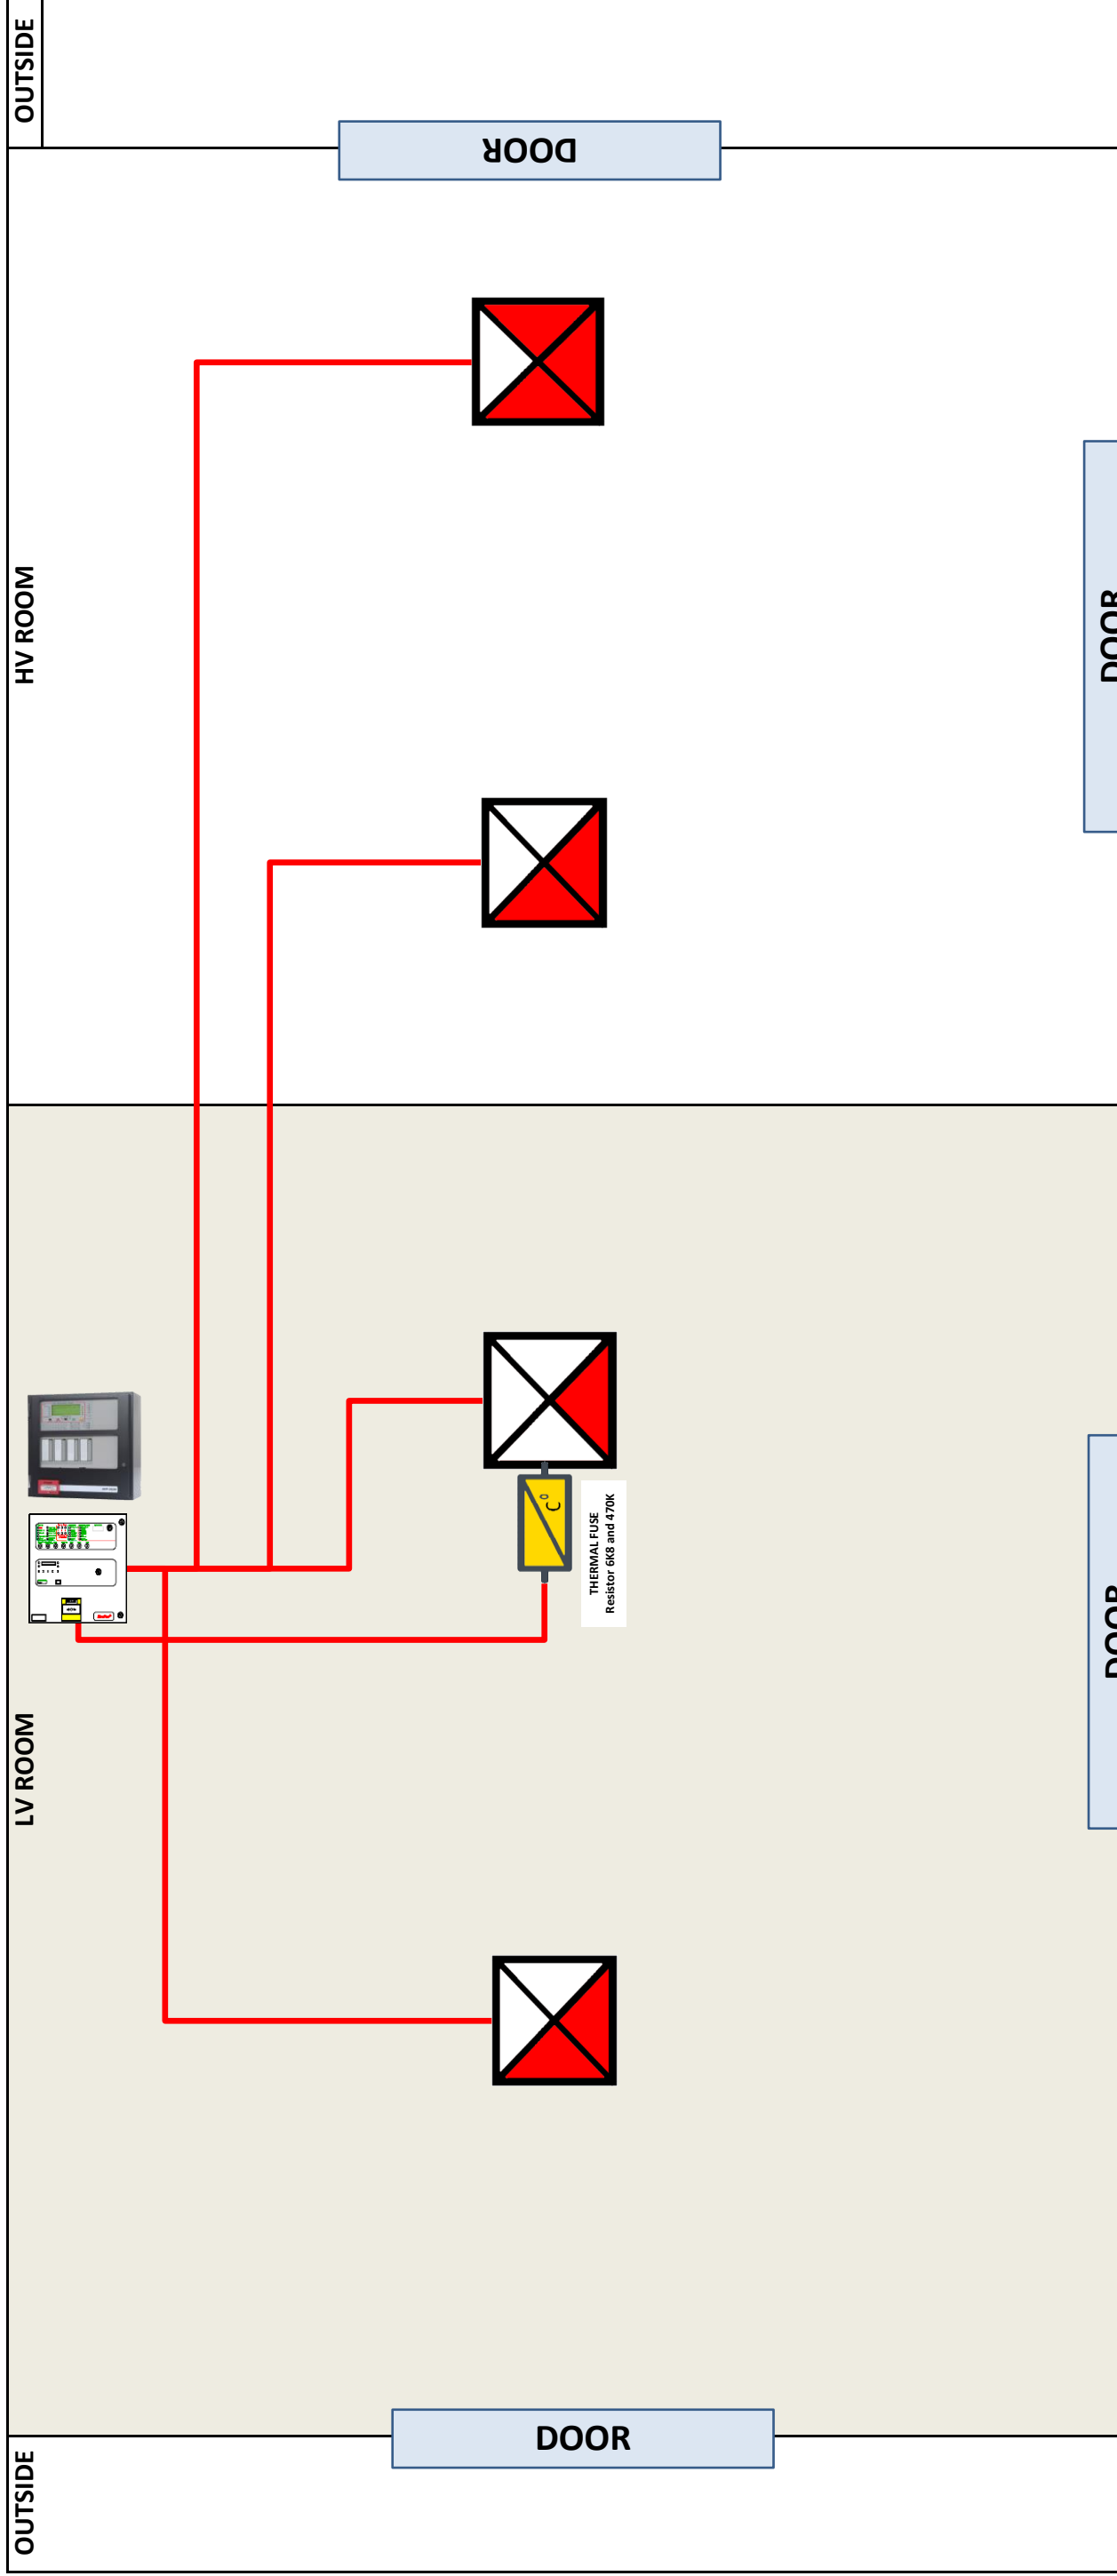 OUTSIDE
DOOR
HV ROOM
DOOR
C°
THERMAL FUSE
Resistor 6K8 and 470K
DOOR
LV ROOM
DOOR
OUTSIDE